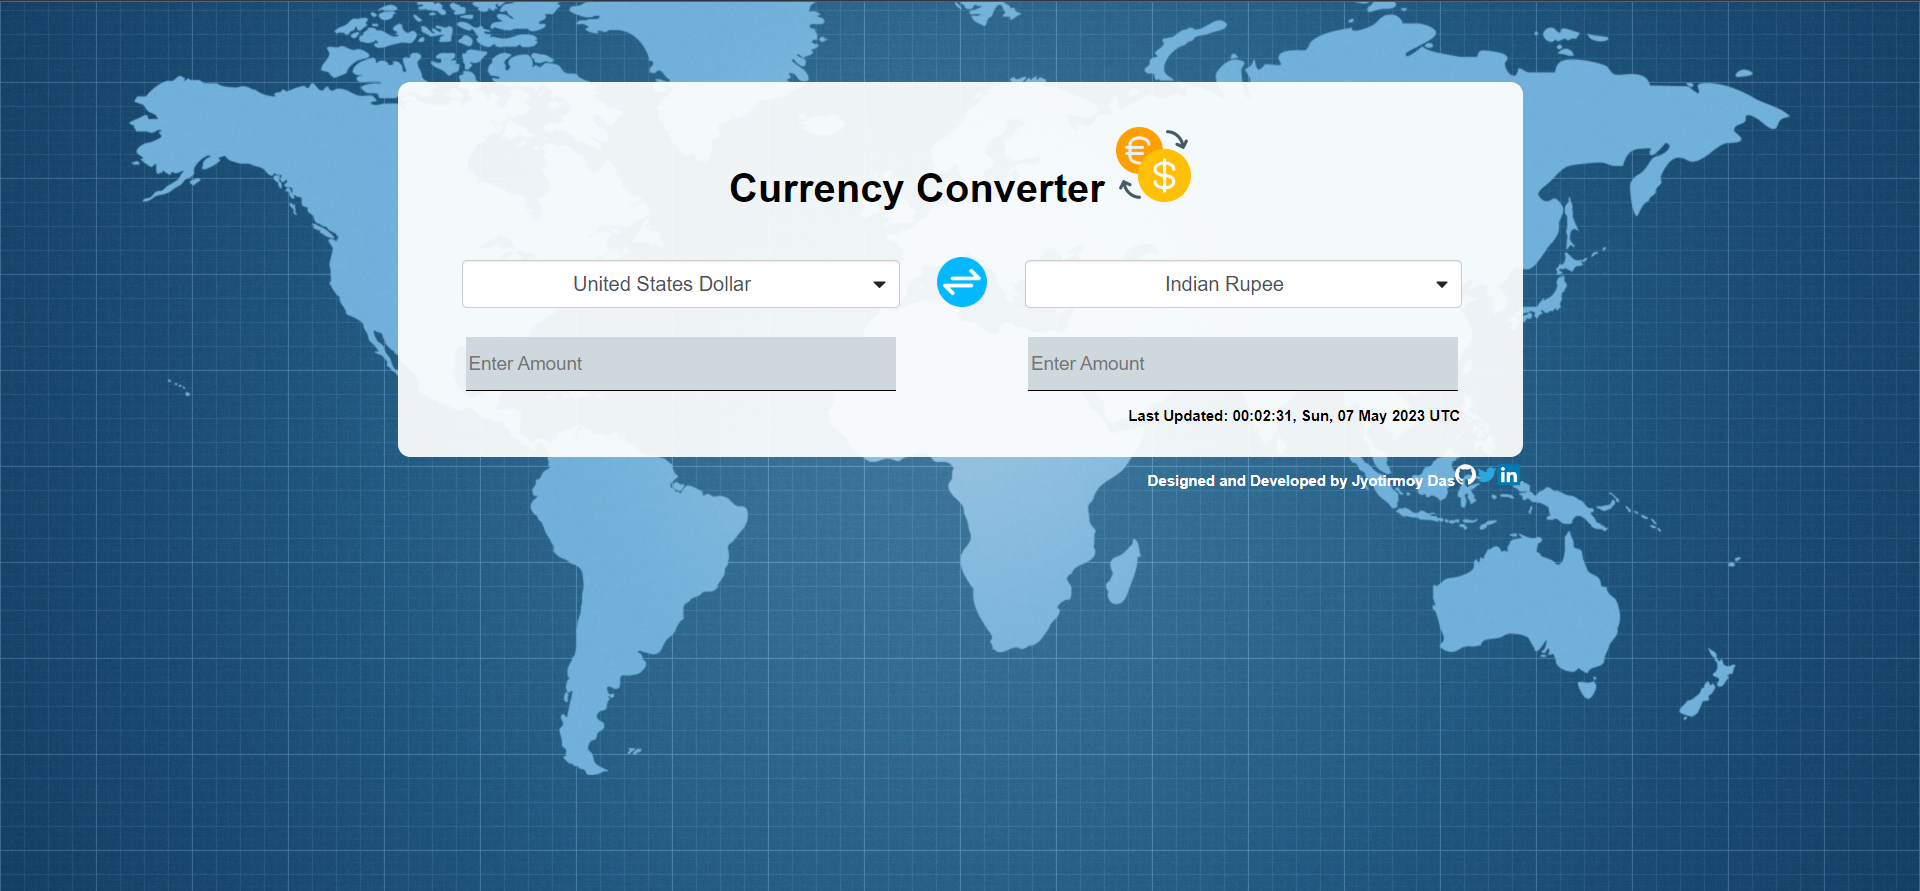 Currency Converter
United States Dollar
Indian Rupee
Enter Amount
Enter Amount
Last Updated: 00:02:31, Sun, 07 May 2023 UTC
Designed and Developed by Jyotirmoy Das